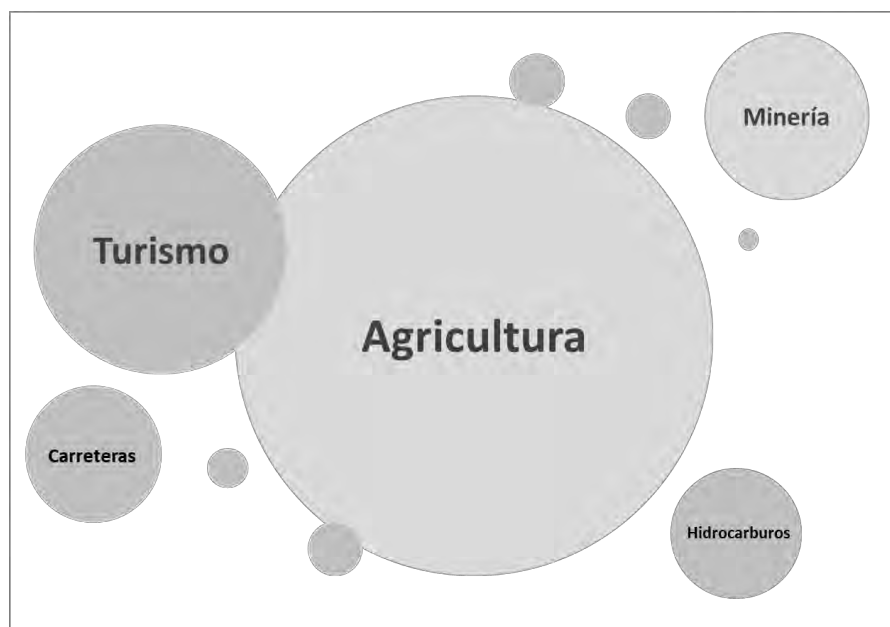 Minería
Turismo
Agricultura
Carreteras
Hidrocarburos